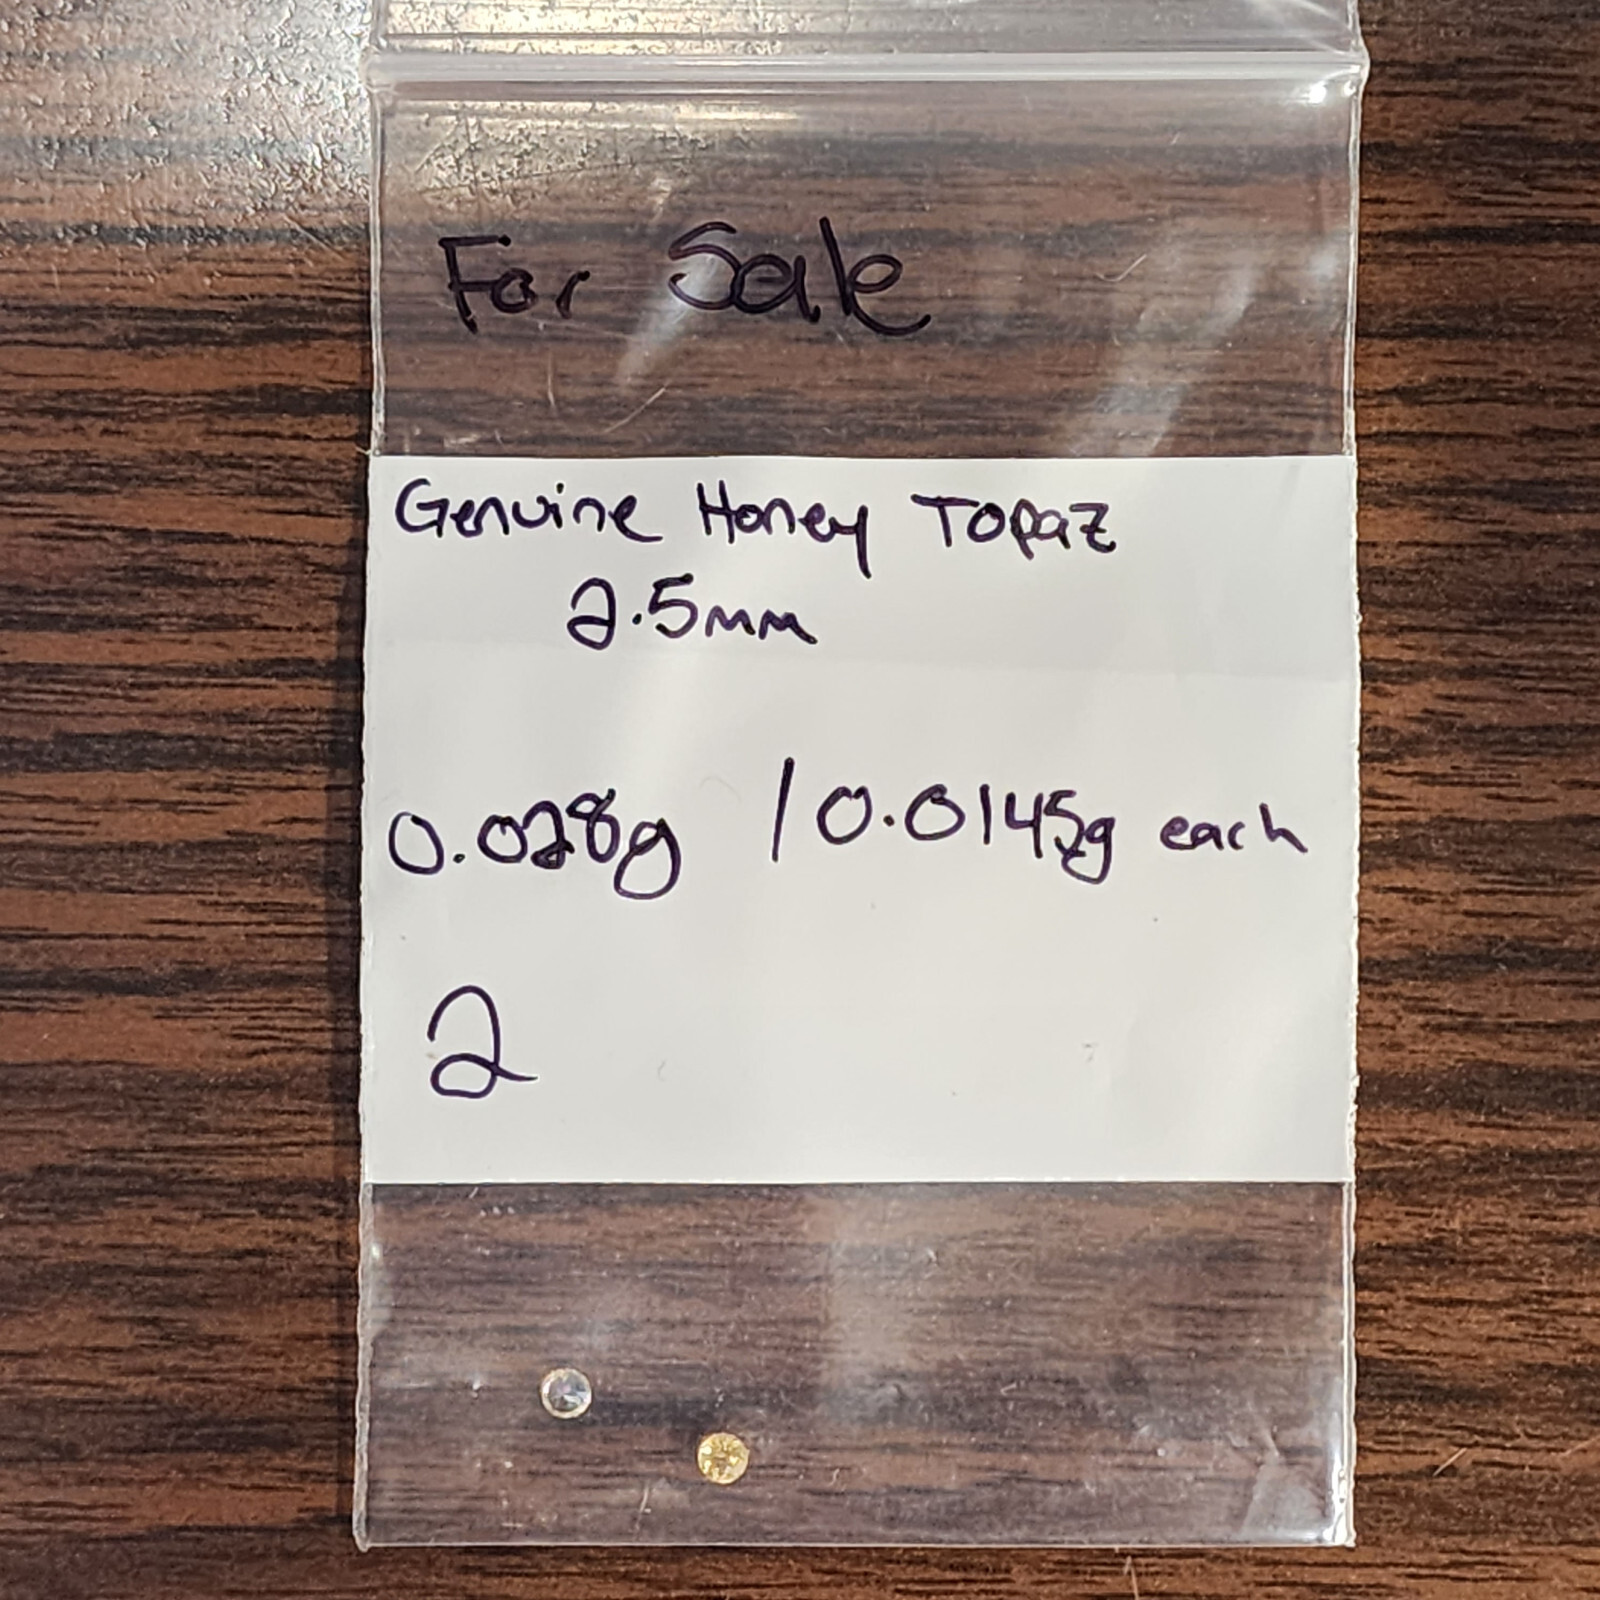 For Sale
Genuine Honey Topaz
2.5mm
0.028g / 0.0145g each
2